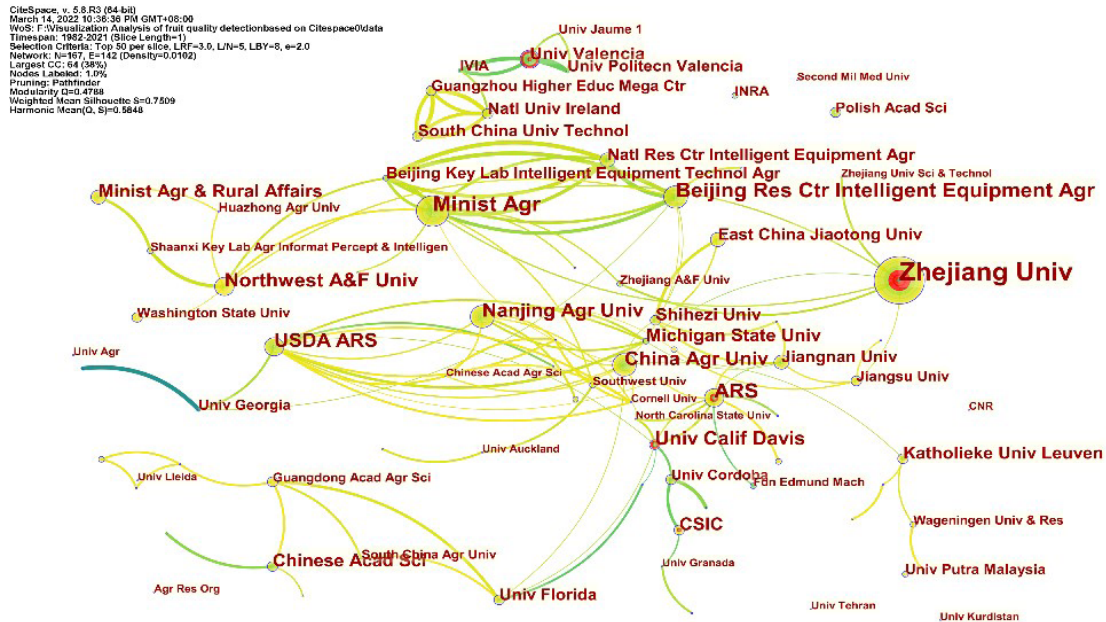 CiteSpace, v. 5.8.R3 (64-bit)
March 14, 2022 10:36:36 PM GMT+08:00
WoS: F:\Visualization Analysis of fruit quality detectionbased on Citespace0\data
Timespan: 1982-2021 (Slice Length=1)
Selection Criteria: Top 50 per slice, LRF=3.0, L/N=5, LBY=8, e=2.0
Network: N=167, E=142 (Density=0.0102)
Largest CC: 64 (38%)
Nodes Labeled: 1.0%
Pruning: Pathfinder
Modularity Q=0.4788
Weighted Mean Silhouette S=0.7509
Harmonic Mean(Q, S)=0.5848
Univ Jaume 1
Univ Valencia
IVIA
Univ Politecn Valencia
Second Mil Med Univ
Guangzhou Higher Educ Mega Ctr
INRA
Natl Univ Ireland
Polish Acad Sci
South China Univ Technol
Natl Res Ctr Intelligent Equipment Agr
Beijing Key Lab Intelligent Equipment Technol Agr
Zhejiang Univ Sci & Technol
Minist Agr & Rural Affairs
Beijing Res Ctr Intelligent Equipment Agr
Huazhong Agr Univ
Minist Agr
East China Jiaotong Univ
Shaanxi Key Lab Agr Informat Percept & Intelligen
Zhejiang Univ
Northwest A&F Univ
Zhejiang A&F Univ
Washington State Univ
Nanjing Agr Univ
Shihezi Univ
Michigan State Univ
USDA ARS
Univ Agr
China Agr Univ
Jiangnan Univ
Chinese Acad Agr Sci
Jiangsu Univ
Southwest Univ
ARS
Cornell Univ
Univ Georgia
CNR
North Carolina State Univ
Univ Calif Davis
Univ Auckland
Katholieke Univ Leuven
Univ Lleida
Guangdong Acad Agr Sci
Univ Cordoba
Fdn Edmund Mach
CSIC
Wageningen Univ & Res
South China Agr Univ
Chinese Acad Sci
Univ Granada
Univ Putra Malaysia
Agr Res Org
Univ Florida
Univ Tehran
Univ Kurdistan